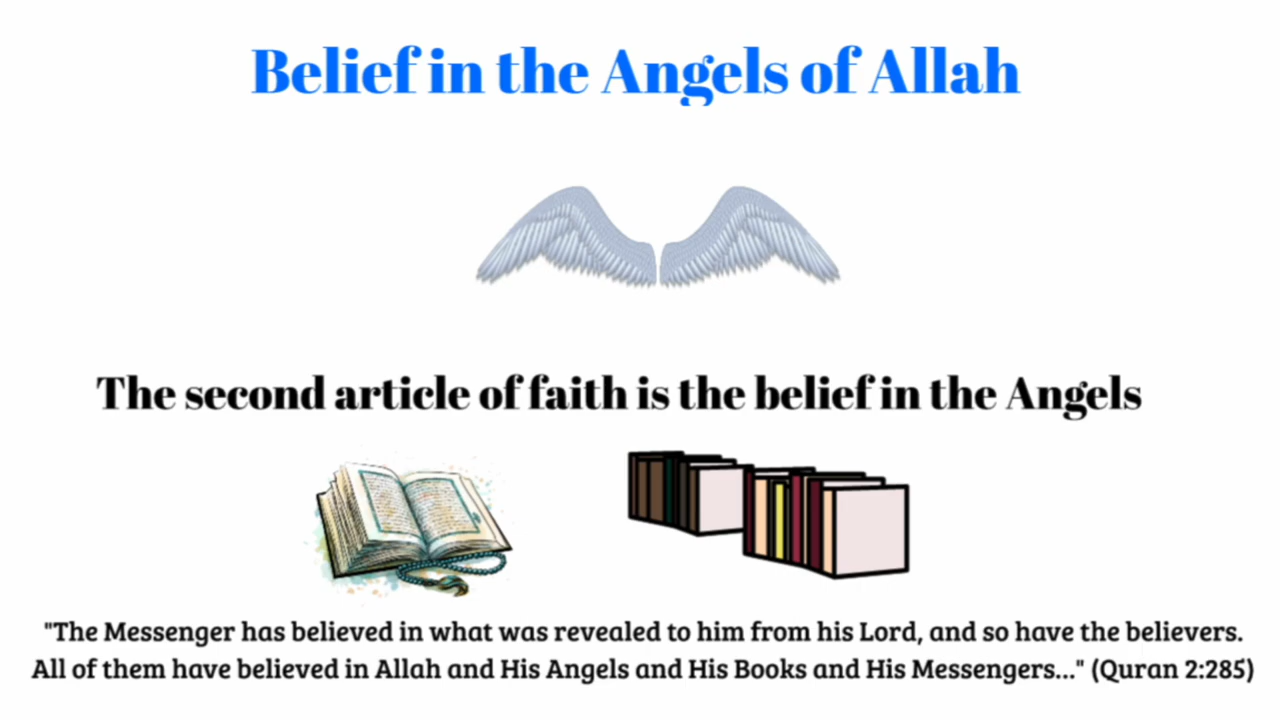 Belief in the Angels of Allah
The second article of faith is the belief in the Angels
"The Messenger has believed in what was revealed to him from his Lord, and so have the believers.
All of them have believed in Allah and His Angels and His Books and His Messengers..." (Quran 2:285)